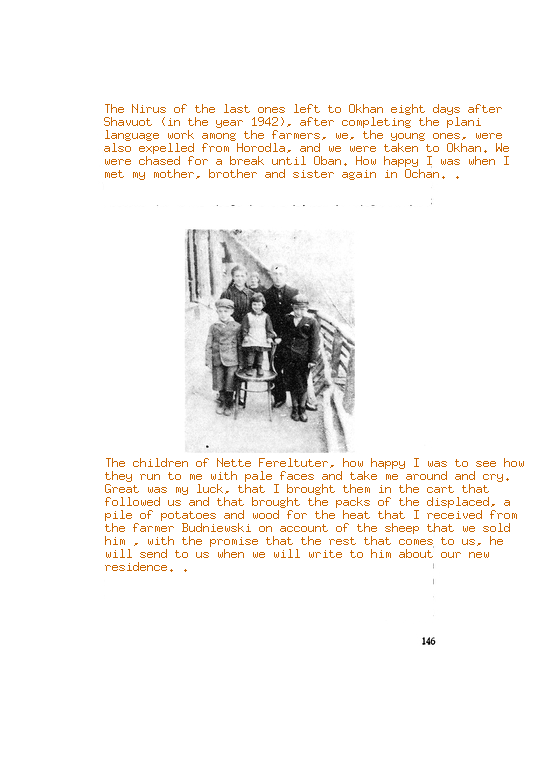 The Nirus of the last ones left to Okhan eight days after
Shavuot (in the year 1942), after completing the plani
language work among the farmers, we, the young ones, were
also expelled from Horodla, and we were taken to Okhan. We
were chased for a break until Oban. How happy I was when I
met my mother, brother and sister again in Ochan. .
The children of Nette Fereltuter, how happy I was to see how
they run to me with pale faces and take me around and cry.
Great was my luck, that I brought them in the cart that
followed us and that brought the packs of the displaced, a
pile of potatoes and wood for the heat that I received from
the farmer Budniewski on account of the sheep that we sold
him , with the promise that the rest that comes to us, he
will send to us when we will write to him about our new
residence. .
146